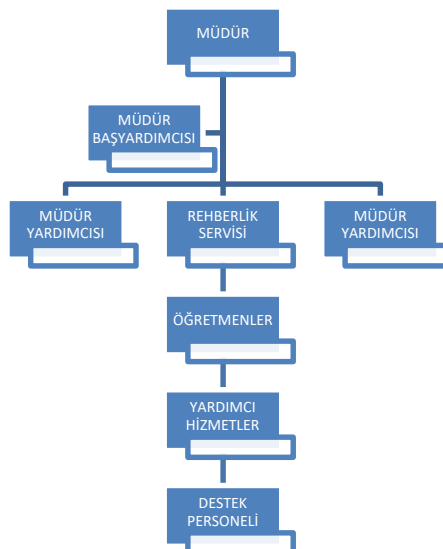 MÜDÜR
MÜDÜR
BAŞYARDIMCISI
MÜDÜR
YARDIMCISI
REHBERLİK
SERVİSİ
MÜDÜR
YARDIMCISI
ÖĞRETMENLER
YARDIMCI
HİZMETLER
DESTEK
PERSONELİ